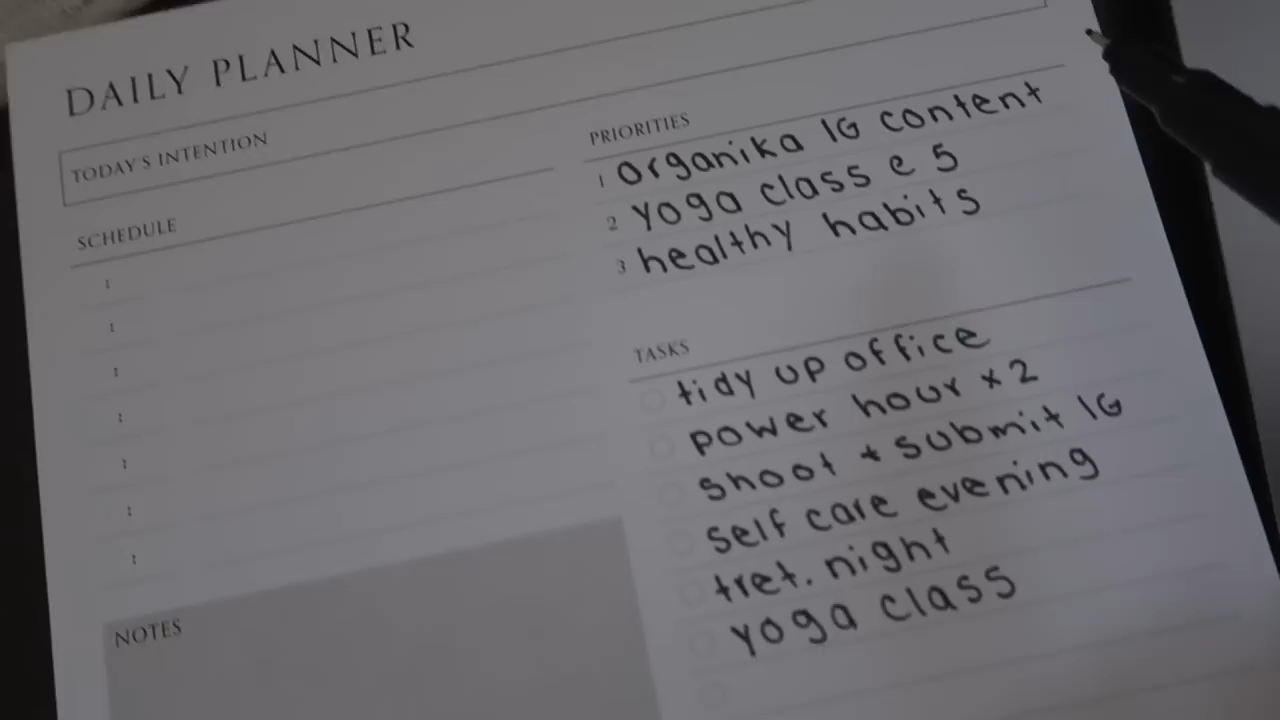 DAILY PLANNER
TODAY'S INTENTION
SCHEDULE
:
:
:
:
:
:
:
NOTES
PRIORITIES
1 organika IG content
2 yoga class e 5
3 healthy habits
TASKS
tidy up office
power hour x 2
shoot + submit IG
self care evening
tret. night
yoga class